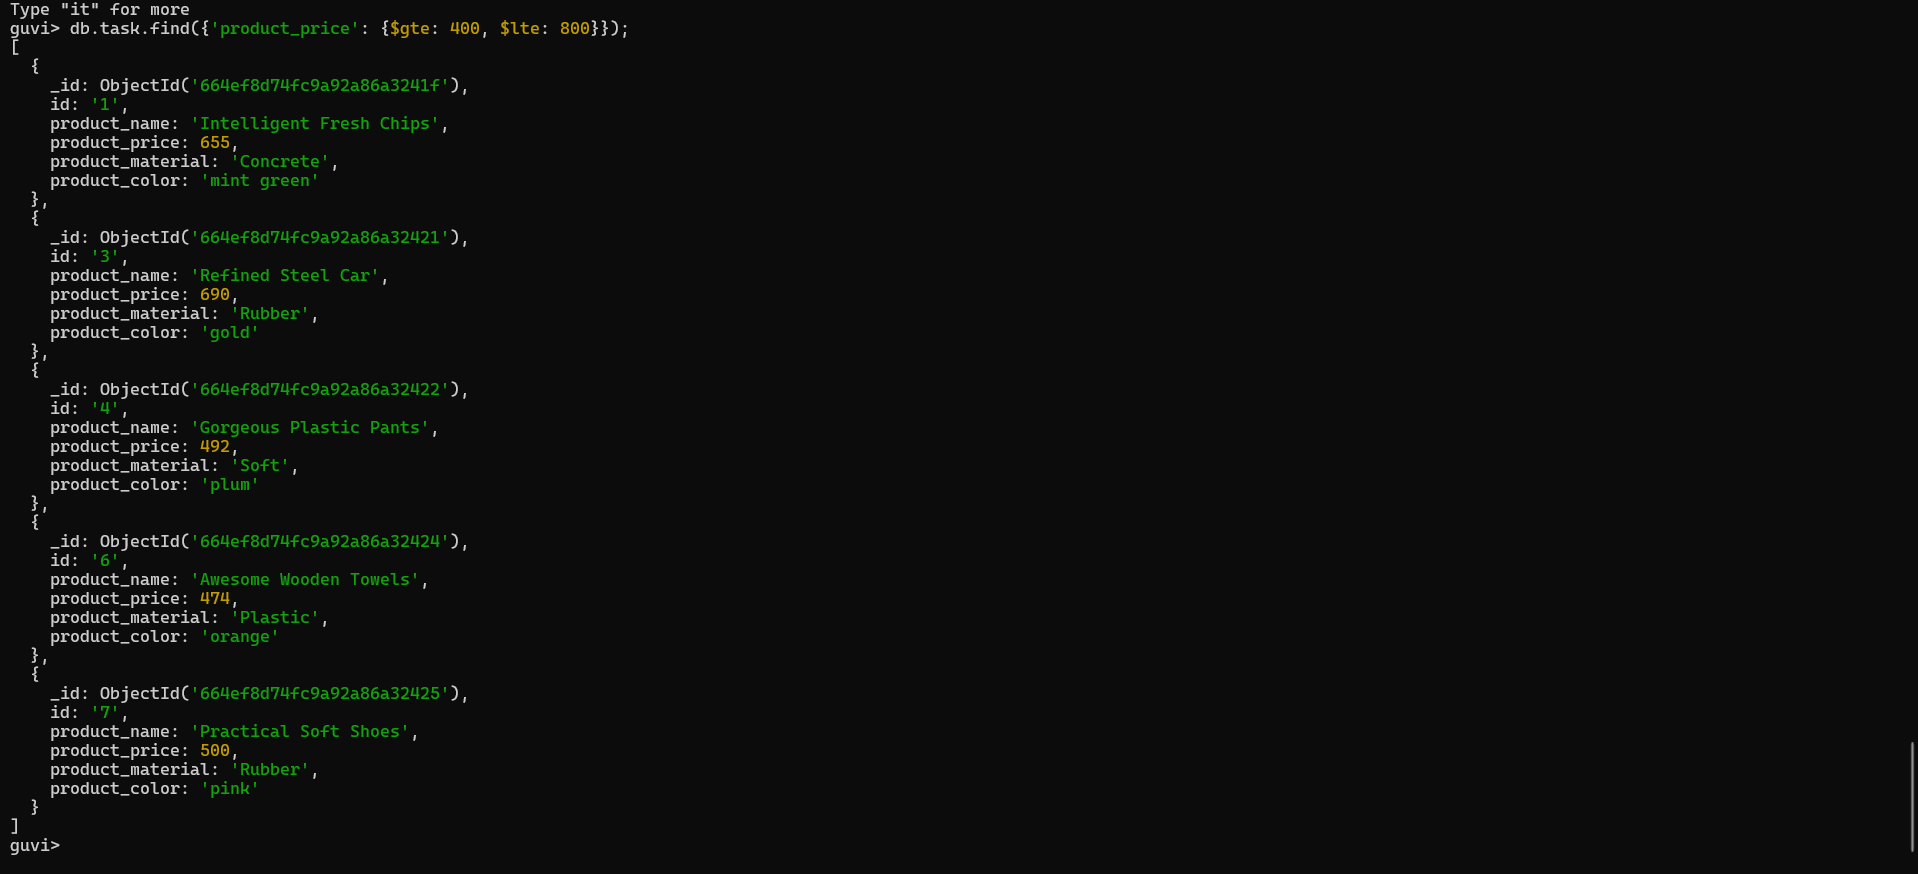 Type "it" for more
guvi> db.task.find({'product_price': {$gte: 400, $lte: 800}});
[
  {
    _id: ObjectId('664ef8d74fc9a92a86a3241f'),
    id: '1',
    product_name: 'Intelligent Fresh Chips',
    product_price: 655,
    product_material: 'Concrete',
    product_color: 'mint green'
  },
  {
    _id: ObjectId('664ef8d74fc9a92a86a32421'),
    id: '3',
    product_name: 'Refined Steel Car',
    product_price: 690,
    product_material: 'Rubber',
    product_color: 'gold'
  },
  {
    _id: ObjectId('664ef8d74fc9a92a86a32422'),
    id: '4',
    product_name: 'Gorgeous Plastic Pants',
    product_price: 492,
    product_material: 'Soft',
    product_color: 'plum'
  },
  {
    _id: ObjectId('664ef8d74fc9a92a86a32424'),
    id: '6',
    product_name: 'Awesome Wooden Towels',
    product_price: 474,
    product_material: 'Plastic',
    product_color: 'orange'
  },
  {
    _id: ObjectId('664ef8d74fc9a92a86a32425'),
    id: '7',
    product_name: 'Practical Soft Shoes',
    product_price: 500,
    product_material: 'Rubber',
    product_color: 'pink'
  }
]
guvi>